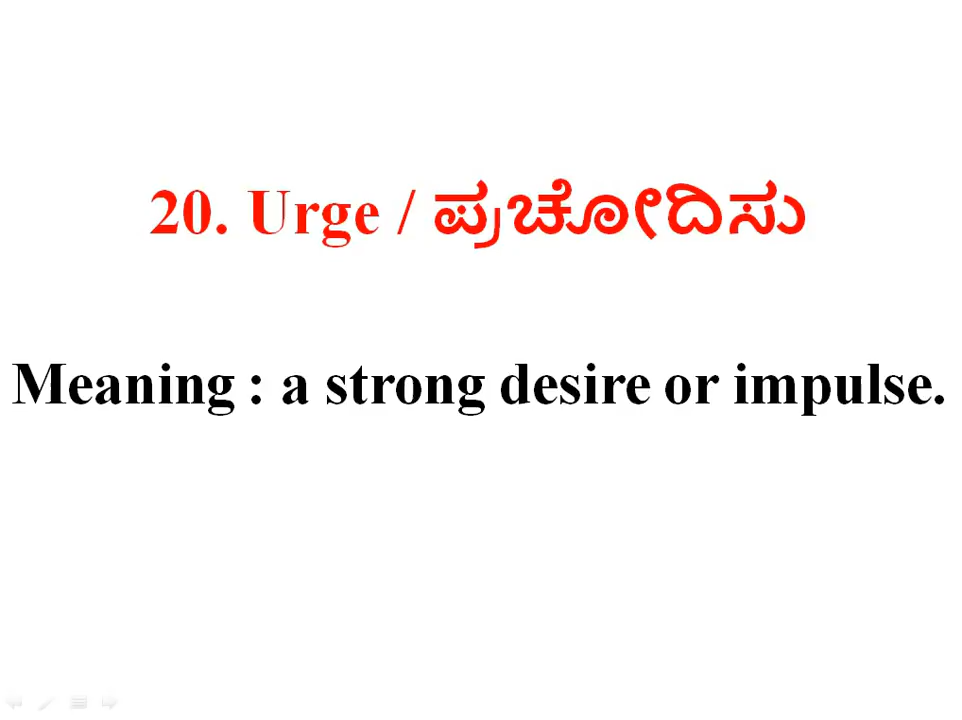 20. Urge / ಪ್ರಚೋದಿಸು
Meaning : a strong desire or impulse.